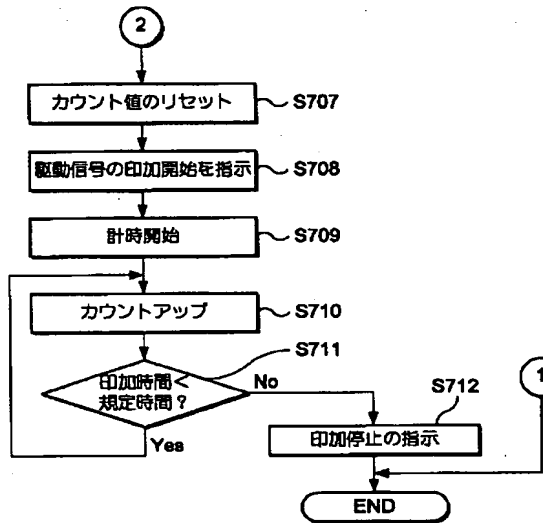 2
カウント値のリセット
S707
駆動信号の印加開始を指示
S708
計時開始
S709
カウントアップ
S710
S711
印加時間<
規定時間?
No
Yes
S712
1
印加停止の指示
END